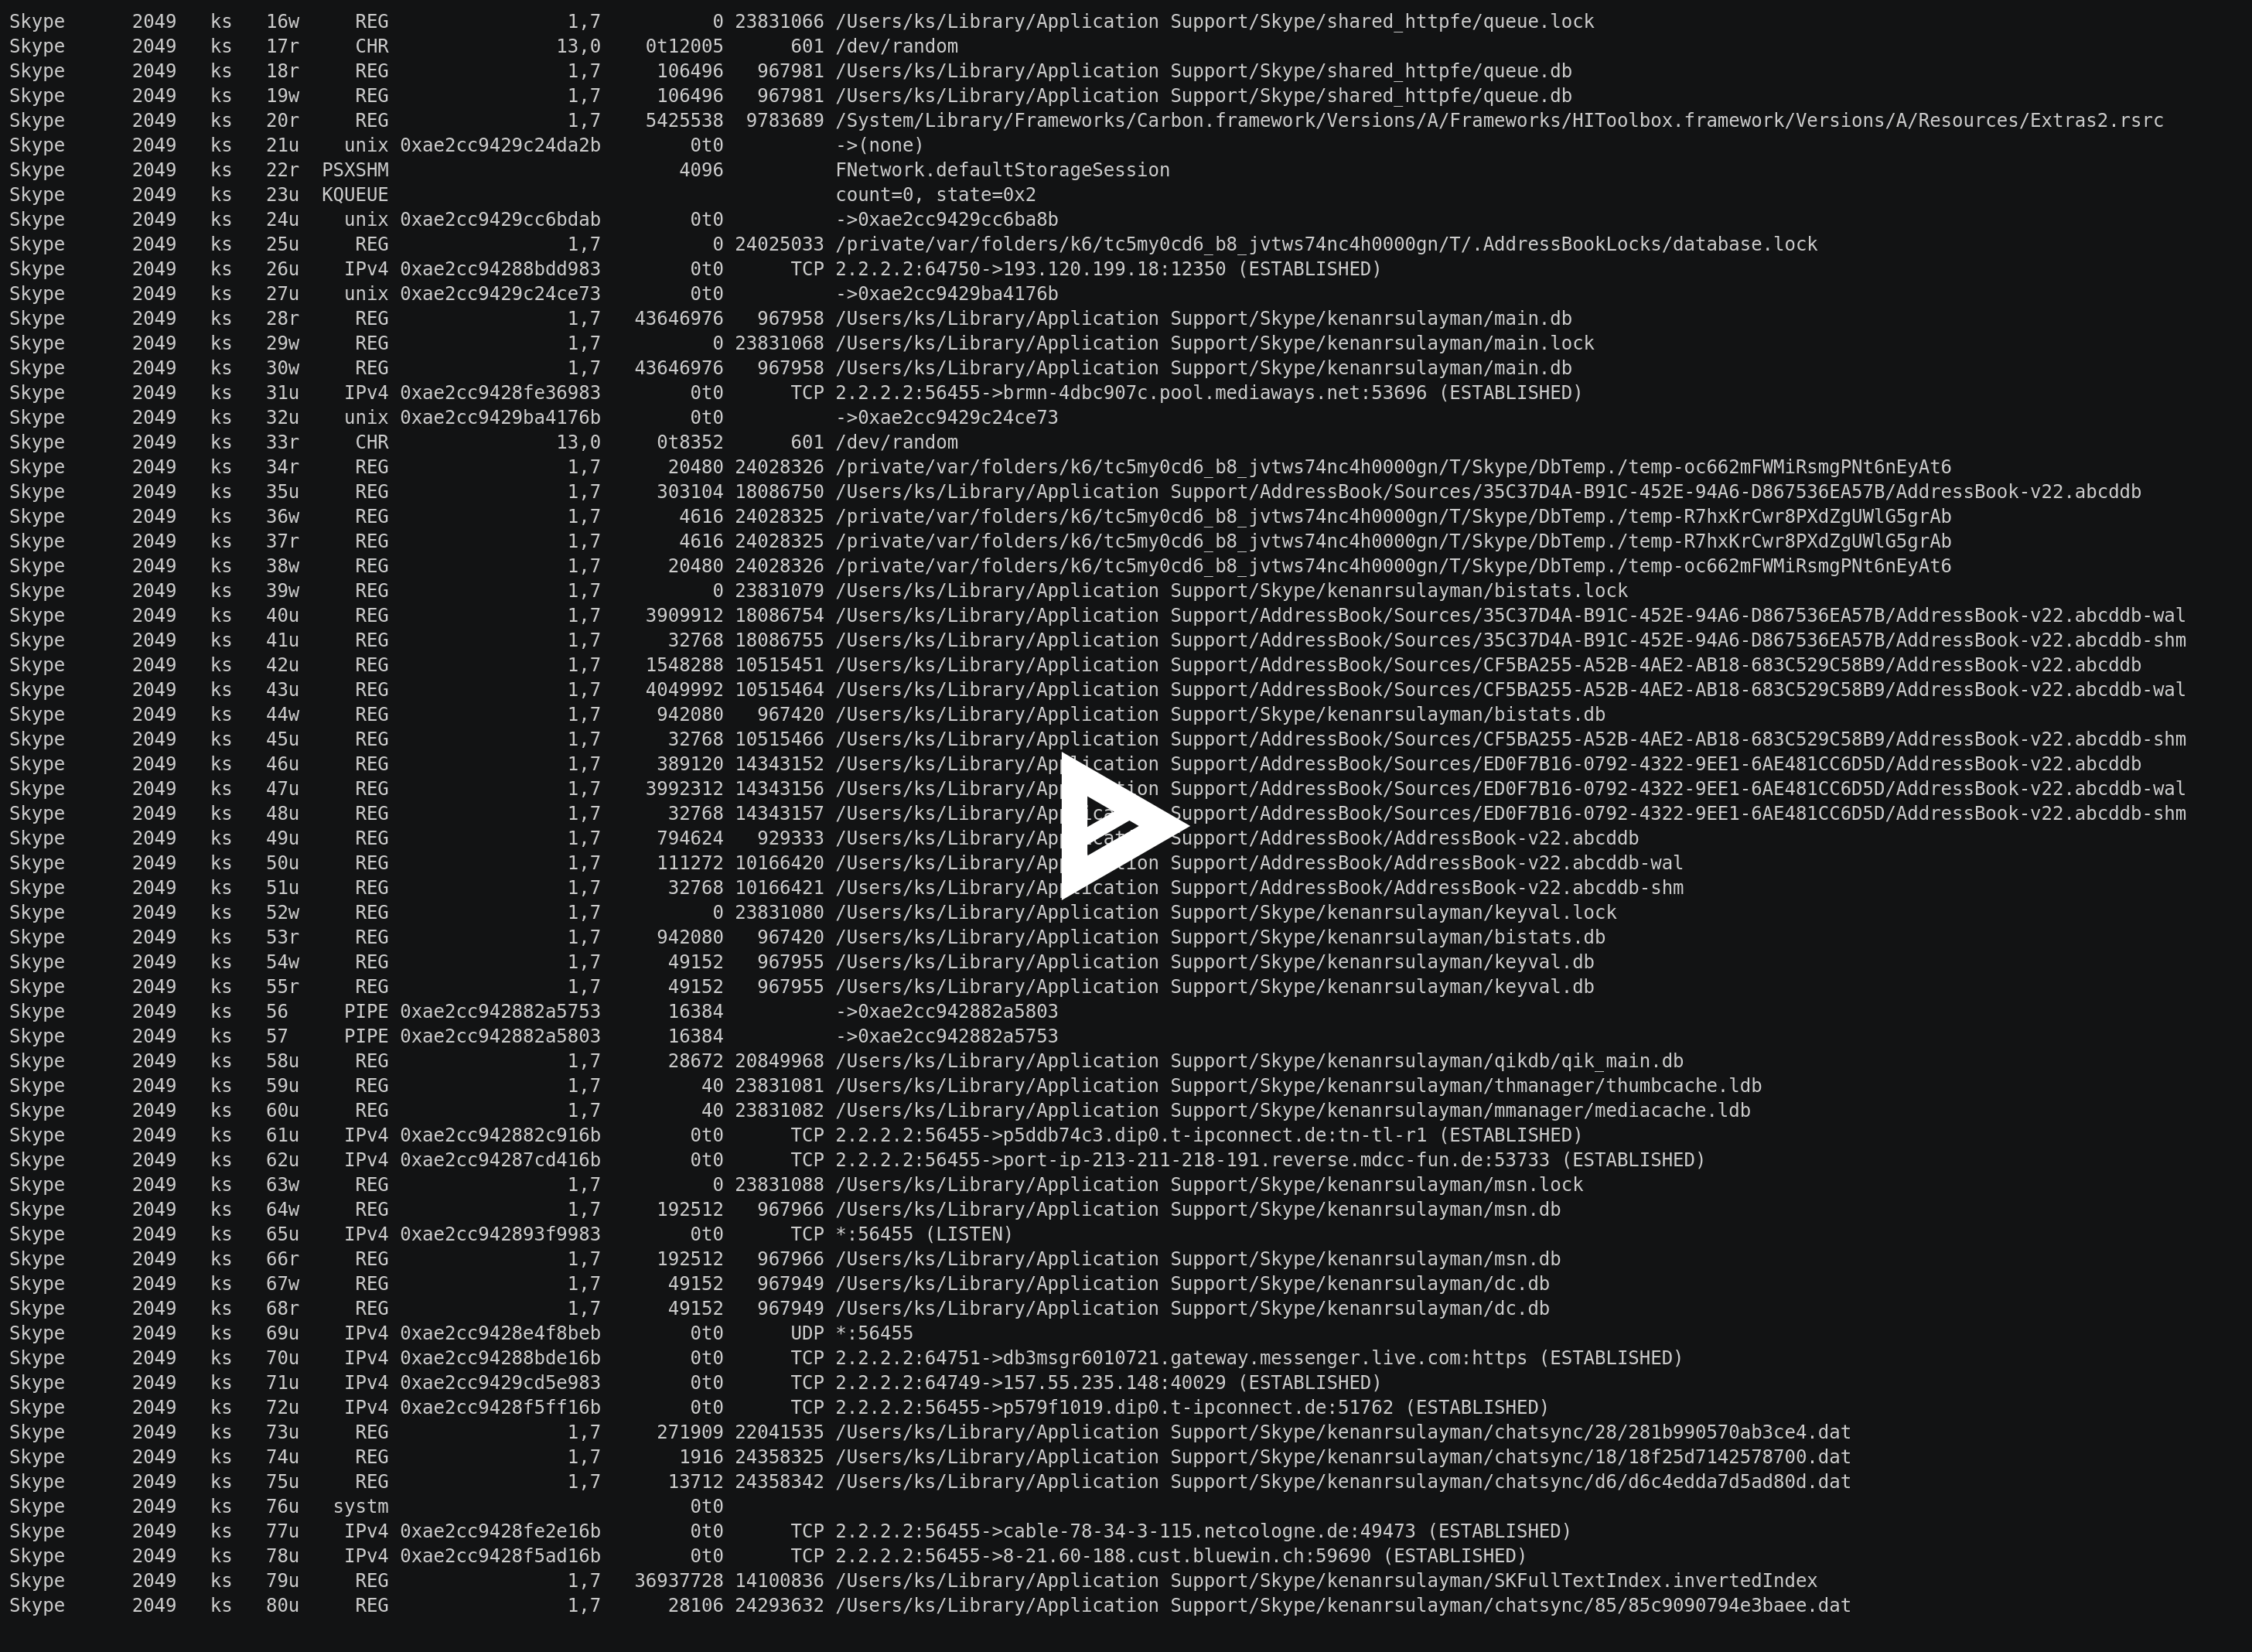 Skype 2049 ks 16w REG 1,7 0 23831066 /Users/ks/Library/Application Support/Skype/shared_httpfe/queue.lock
Skype 2049 ks 17r CHR 13,0 0t12005 601 /dev/random
Skype 2049 ks 18r REG 1,7 106496 967981 /Users/ks/Library/Application Support/Skype/shared_httpfe/queue.db
Skype 2049 ks 19w REG 1,7 106496 967981 /Users/ks/Library/Application Support/Skype/shared_httpfe/queue.db
Skype 2049 ks 20r REG 1,7 5425538 9783689 /System/Library/Frameworks/Carbon.framework/Versions/A/Frameworks/HIToolbox.framework/Versions/A/Resources/Extras2.rsrc
Skype 2049 ks 21u unix 0xae2cc9429c24da2b 0t0 ->(none)
Skype 2049 ks 22r PSXSHM 4096 FNetwork.defaultStorageSession
Skype 2049 ks 23u KQUEUE count=0, state=0x2
Skype 2049 ks 24u unix 0xae2cc9429cc6bdab 0t0 ->0xae2cc9429cc6ba8b
Skype 2049 ks 25u REG 1,7 0 24025033 /private/var/folders/k6/tc5my0cd6_b8_jvtws74nc4h0000gn/T/.AddressBookLocks/database.lock
Skype 2049 ks 26u IPv4 0xae2cc94288bdd983 0t0 TCP 2.2.2.2:64750->193.120.199.18:12350 (ESTABLISHED)
Skype 2049 ks 27u unix 0xae2cc9429c24ce73 0t0 ->0xae2cc9429ba4176b
Skype 2049 ks 28r REG 1,7 43646976 967958 /Users/ks/Library/Application Support/Skype/kenanrsulayman/main.db
Skype 2049 ks 29w REG 1,7 0 23831068 /Users/ks/Library/Application Support/Skype/kenanrsulayman/main.lock
Skype 2049 ks 30w REG 1,7 43646976 967958 /Users/ks/Library/Application Support/Skype/kenanrsulayman/main.db
Skype 2049 ks 31u IPv4 0xae2cc9428fe36983 0t0 TCP 2.2.2.2:56455->brmn-4dbc907c.pool.mediaways.net:53696 (ESTABLISHED)
Skype 2049 ks 32u unix 0xae2cc9429ba4176b 0t0 ->0xae2cc9429c24ce73
Skype 2049 ks 33r CHR 13,0 0t8352 601 /dev/random
Skype 2049 ks 34r REG 1,7 20480 24028326 /private/var/folders/k6/tc5my0cd6_b8_jvtws74nc4h0000gn/T/Skype/DbTemp./temp-oc662mFWMiRsmgPNt6nEyAt6
Skype 2049 ks 35u REG 1,7 303104 18086750 /Users/ks/Library/Application Support/AddressBook/Sources/35C37D4A-B91C-452E-94A6-D867536EA57B/AddressBook-v22.abcddb
Skype 2049 ks 36w REG 1,7 4616 24028325 /private/var/folders/k6/tc5my0cd6_b8_jvtws74nc4h0000gn/T/Skype/DbTemp./temp-R7hxKrCwr8PXdZgUWlG5grAb
Skype 2049 ks 37r REG 1,7 4616 24028325 /private/var/folders/k6/tc5my0cd6_b8_jvtws74nc4h0000gn/T/Skype/DbTemp./temp-R7hxKrCwr8PXdZgUWlG5grAb
Skype 2049 ks 38w REG 1,7 20480 24028326 /private/var/folders/k6/tc5my0cd6_b8_jvtws74nc4h0000gn/T/Skype/DbTemp./temp-oc662mFWMiRsmgPNt6nEyAt6
Skype 2049 ks 39w REG 1,7 0 23831079 /Users/ks/Library/Application Support/Skype/kenanrsulayman/bistats.lock
Skype 2049 ks 40u REG 1,7 3909912 18086754 /Users/ks/Library/Application Support/AddressBook/Sources/35C37D4A-B91C-452E-94A6-D867536EA57B/AddressBook-v22.abcddb-wal
Skype 2049 ks 41u REG 1,7 32768 18086755 /Users/ks/Library/Application Support/AddressBook/Sources/35C37D4A-B91C-452E-94A6-D867536EA57B/AddressBook-v22.abcddb-shm
Skype 2049 ks 42u REG 1,7 1548288 10515451 /Users/ks/Library/Application Support/AddressBook/Sources/CF5BA255-A52B-4AE2-AB18-683C529C58B9/AddressBook-v22.abcddb
Skype 2049 ks 43u REG 1,7 4049992 10515464 /Users/ks/Library/Application Support/AddressBook/Sources/CF5BA255-A52B-4AE2-AB18-683C529C58B9/AddressBook-v22.abcddb-wal
Skype 2049 ks 44w REG 1,7 942080 967420 /Users/ks/Library/Application Support/Skype/kenanrsulayman/bistats.db
Skype 2049 ks 45u REG 1,7 32768 10515466 /Users/ks/Library/Application Support/AddressBook/Sources/CF5BA255-A52B-4AE2-AB18-683C529C58B9/AddressBook-v22.abcddb-shm
Skype 2049 ks 46u REG 1,7 389120 14343152 /Users/ks/Library/Application Support/AddressBook/Sources/ED0F7B16-0792-4322-9EE1-6AE481CC6D5D/AddressBook-v22.abcddb
Skype 2049 ks 47u REG 1,7 3992312 14343156 /Users/ks/Library/Application Support/AddressBook/Sources/ED0F7B16-0792-4322-9EE1-6AE481CC6D5D/AddressBook-v22.abcddb-wal
Skype 2049 ks 48u REG 1,7 32768 14343157 /Users/ks/Library/Application Support/AddressBook/Sources/ED0F7B16-0792-4322-9EE1-6AE481CC6D5D/AddressBook-v22.abcddb-shm
Skype 2049 ks 49u REG 1,7 794624 929333 /Users/ks/Library/Application Support/AddressBook/AddressBook-v22.abcddb
Skype 2049 ks 50u REG 1,7 111272 10166420 /Users/ks/Library/Application Support/AddressBook/AddressBook-v22.abcddb-wal
Skype 2049 ks 51u REG 1,7 32768 10166421 /Users/ks/Library/Application Support/AddressBook/AddressBook-v22.abcddb-shm
Skype 2049 ks 52w REG 1,7 0 23831080 /Users/ks/Library/Application Support/Skype/kenanrsulayman/keyval.lock
Skype 2049 ks 53r REG 1,7 942080 967420 /Users/ks/Library/Application Support/Skype/kenanrsulayman/bistats.db
Skype 2049 ks 54w REG 1,7 49152 967955 /Users/ks/Library/Application Support/Skype/kenanrsulayman/keyval.db
Skype 2049 ks 55r REG 1,7 49152 967955 /Users/ks/Library/Application Support/Skype/kenanrsulayman/keyval.db
Skype 2049 ks 56 PIPE 0xae2cc942882a5753 16384 ->0xae2cc942882a5803
Skype 2049 ks 57 PIPE 0xae2cc942882a5803 16384 ->0xae2cc942882a5753
Skype 2049 ks 58u REG 1,7 28672 20849968 /Users/ks/Library/Application Support/Skype/kenanrsulayman/qikdb/qik_main.db
Skype 2049 ks 59u REG 1,7 40 23831081 /Users/ks/Library/Application Support/Skype/kenanrsulayman/thmanager/thumbcache.ldb
Skype 2049 ks 60u REG 1,7 40 23831082 /Users/ks/Library/Application Support/Skype/kenanrsulayman/mmanager/mediacache.ldb
Skype 2049 ks 61u IPv4 0xae2cc942882c916b 0t0 TCP 2.2.2.2:56455->p5ddb74c3.dip0.t-ipconnect.de:tn-tl-r1 (ESTABLISHED)
Skype 2049 ks 62u IPv4 0xae2cc94287cd416b 0t0 TCP 2.2.2.2:56455->port-ip-213-211-218-191.reverse.mdcc-fun.de:53733 (ESTABLISHED)
Skype 2049 ks 63w REG 1,7 0 23831088 /Users/ks/Library/Application Support/Skype/kenanrsulayman/msn.lock
Skype 2049 ks 64w REG 1,7 192512 967966 /Users/ks/Library/Application Support/Skype/kenanrsulayman/msn.db
Skype 2049 ks 65u IPv4 0xae2cc942893f9983 0t0 TCP *:56455 (LISTEN)
Skype 2049 ks 66r REG 1,7 192512 967966 /Users/ks/Library/Application Support/Skype/kenanrsulayman/msn.db
Skype 2049 ks 67w REG 1,7 49152 967949 /Users/ks/Library/Application Support/Skype/kenanrsulayman/dc.db
Skype 2049 ks 68r REG 1,7 49152 967949 /Users/ks/Library/Application Support/Skype/kenanrsulayman/dc.db
Skype 2049 ks 69u IPv4 0xae2cc9428e4f8beb 0t0 UDP *:56455
Skype 2049 ks 70u IPv4 0xae2cc94288bde16b 0t0 TCP 2.2.2.2:64751->db3msgr6010721.gateway.messenger.live.com:https (ESTABLISHED)
Skype 2049 ks 71u IPv4 0xae2cc9429cd5e983 0t0 TCP 2.2.2.2:64749->157.55.235.148:40029 (ESTABLISHED)
Skype 2049 ks 72u IPv4 0xae2cc9428f5ff16b 0t0 TCP 2.2.2.2:56455->p579f1019.dip0.t-ipconnect.de:51762 (ESTABLISHED)
Skype 2049 ks 73u REG 1,7 271909 22041535 /Users/ks/Library/Application Support/Skype/kenanrsulayman/chatsync/28/281b990570ab3ce4.dat
Skype 2049 ks 74u REG 1,7 1916 24358325 /Users/ks/Library/Application Support/Skype/kenanrsulayman/chatsync/18/18f25d7142578700.dat
Skype 2049 ks 75u REG 1,7 13712 24358342 /Users/ks/Library/Application Support/Skype/kenanrsulayman/chatsync/d6/d6c4edda7d5ad80d.dat
Skype 2049 ks 76u systm 0t0
Skype 2049 ks 77u IPv4 0xae2cc9428fe2e16b 0t0 TCP 2.2.2.2:56455->cable-78-34-3-115.netcologne.de:49473 (ESTABLISHED)
Skype 2049 ks 78u IPv4 0xae2cc9428f5ad16b 0t0 TCP 2.2.2.2:56455->8-21.60-188.cust.bluewin.ch:59690 (ESTABLISHED)
Skype 2049 ks 79u REG 1,7 36937728 14100836 /Users/ks/Library/Application Support/Skype/kenanrsulayman/SKFullTextIndex.invertedIndex
Skype 2049 ks 80u REG 1,7 28106 24293632 /Users/ks/Library/Application Support/Skype/kenanrsulayman/chatsync/85/85c9090794e3baee.dat